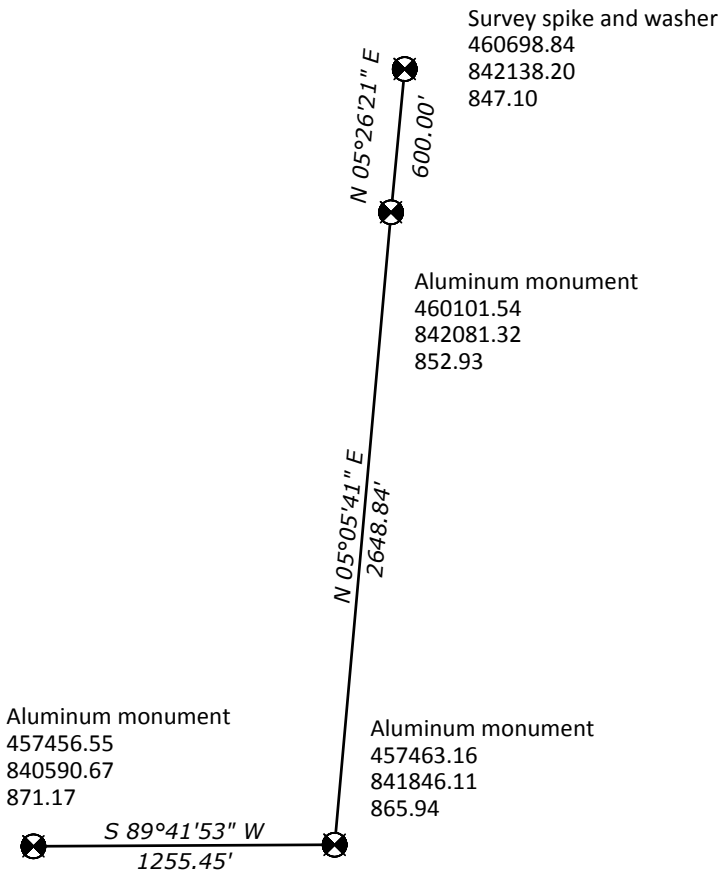 Survey spike and washer
460698.84
842138.20
847.10
N 05°26'21" E
600.00'
Aluminum monument
460101.54
842081.32
852.93
N 05°05'41" E
2648.84'
Aluminum monument
457456.55
840590.67
871.17
Aluminum monument
457463.16
841846.11
865.94
S 89°41'53" W
1255.45'